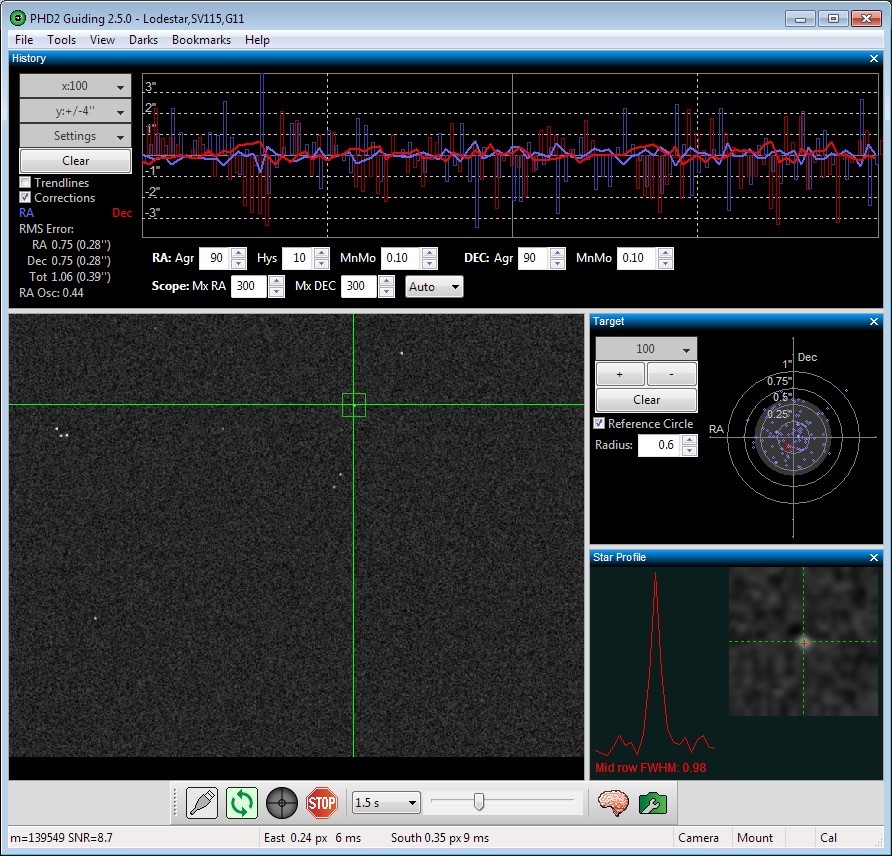 PHD2 Guiding 2.5.0 - Lodestar,SV115,G11
File Tools View Darks Bookmarks Help
History
x:100
y:+/-4''
Settings
Clear
Trendlines
Corrections
RA Dec
RMS Error:
RA 0.75 (0.28'')
Dec 0.75 (0.28'')
Tot 1.06 (0.39'')
RA Osc: 0.44
3''
2''
1''
-1''
-2''
-3''
RA: Agr 90 Hys 10 MnMo 0.10 DEC: Agr 90 MnMo 0.10
Scope: Mx RA 300 Mx DEC 300 Auto
Target
100
+ -
Clear
Reference Circle
Radius: 0.6
Dec
1''
0.75''
0.5''
0.25''
RA
Star Profile
Mid row FWHM: 0.98
STOP
1.5 s
m=139549 SNR=8.7 East 0.24 px 6 ms South 0.35 px 9 ms Camera Mount Cal